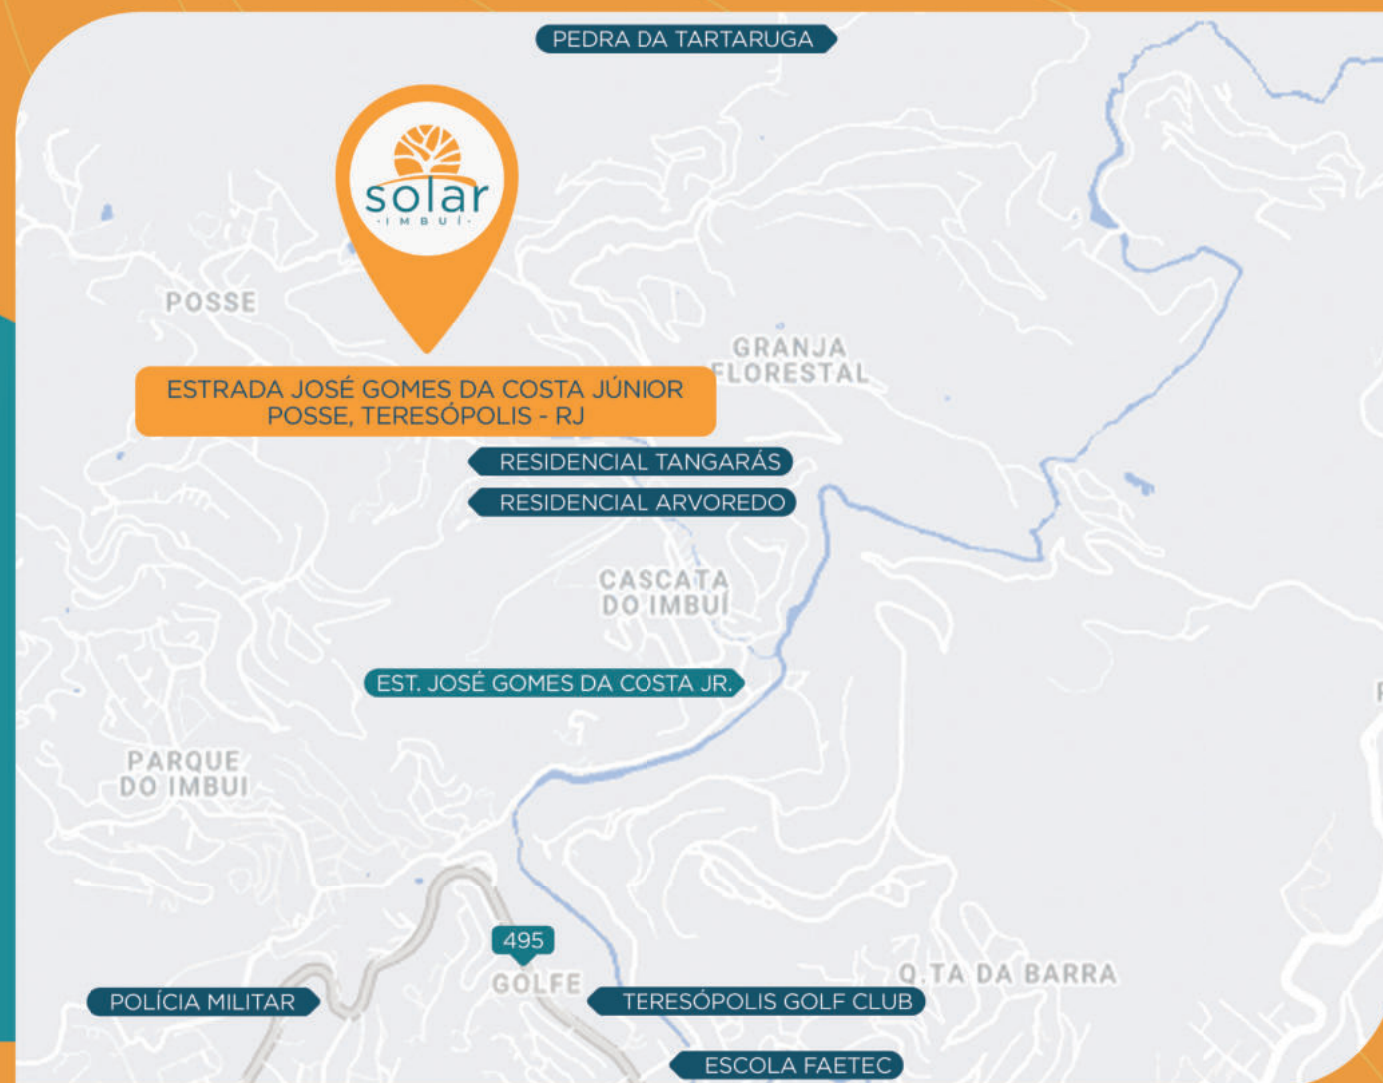 PEDRA DA TARTARUGA
solar
·IMBUÍ·
POSSE
GRANJA
FLORESTAL
ESTRADA JOSÉ GOMES DA COSTA JÚNIOR
POSSE, TERESÓPOLIS - RJ
RESIDENCIAL TANGARÁS
RESIDENCIAL ARVOREDO
CASCATA
DO IMBUÍ
EST. JOSÉ GOMES DA COSTA JR.
PARQUE
DO IMBUI
495
GOLFE
Q.TA DA BARRA
POLÍCIA MILITAR
TERESÓPOLIS GOLF CLUB
ESCOLA FAETEC